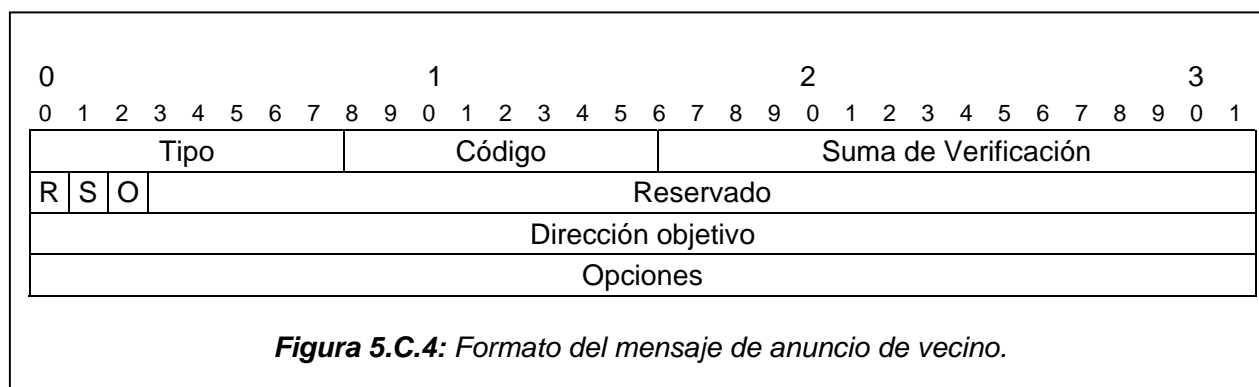 0 1 2 3
0 1 2 3 4 5 6 7 8 9 0 1 2 3 4 5 6 7 8 9 0 1 2 3 4 5 6 7 8 9 0 1
Tipo Código Suma de Verificación
R S O Reservado
Dirección objetivo
Opciones
Figura 5.C.4: Formato del mensaje de anuncio de vecino.